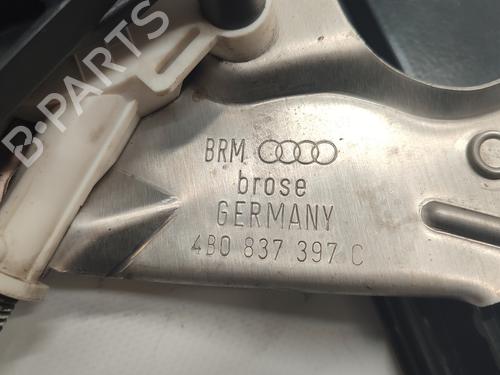 B-PARTS
BRM
brose
GERMANY
4B0 837 397 C